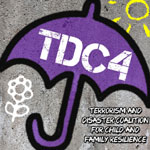 TDC4
TERRORISM AND
DISASTER COALITION
FOR CHILD AND
FAMILY RESILIENCE